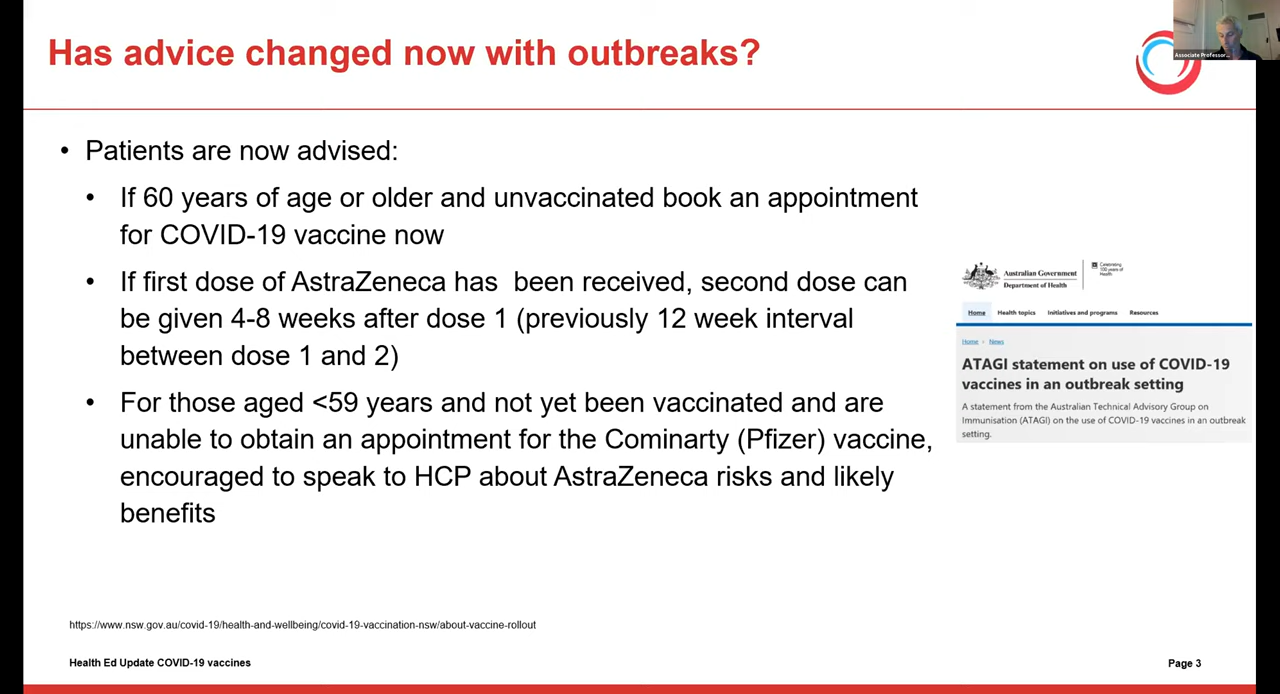 Has advice changed now with outbreaks?
Associate Professor...
• Patients are now advised:
• If 60 years of age or older and unvaccinated book an appointment
for COVID-19 vaccine now
• If first dose of AstraZeneca has been received, second dose can
be given 4-8 weeks after dose 1 (previously 12 week interval
between dose 1 and 2)
• For those aged <59 years and not yet been vaccinated and are
unable to obtain an appointment for the Cominarty (Pfizer) vaccine,
encouraged to speak to HCP about AstraZeneca risks and likely
benefits
Australian Government
Department of Health
Celebrating
100 years of
Health
Home Health topics Initiatives and programs Resources
Home > News
ATAGI statement on use of COVID-19
vaccines in an outbreak setting
A statement from the Australian Technical Advisory Group on
Immunisation (ATAGI) on the use of COVID-19 vaccines in an outbreak
setting.
https://www.nsw.gov.au/covid-19/health-and-wellbeing/covid-19-vaccination-nsw/about-vaccine-rollout
Health Ed Update COVID-19 vaccines
Page 3